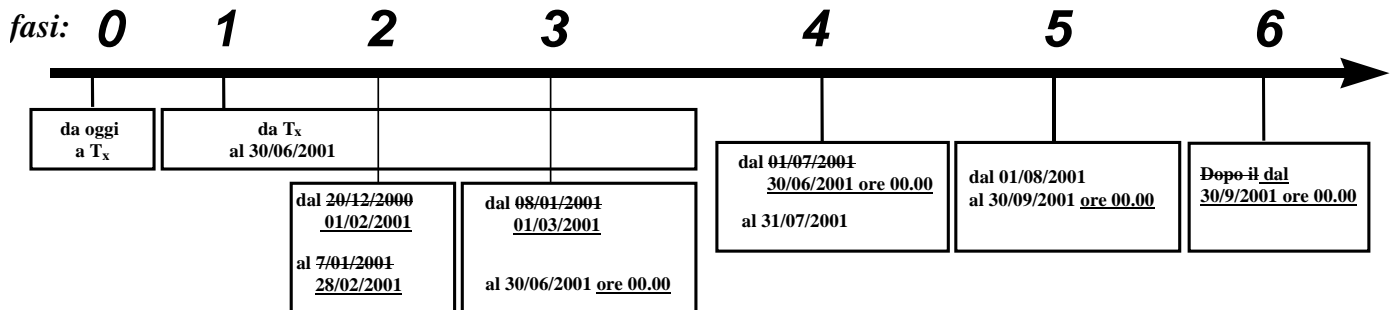 fasi: 0 1 2 3 4 5 6
da oggi
a Tx
da Tx
al 30/06/2001
dal 20/12/2000
01/02/2001
al 7/01/2001
28/02/2001
dal 08/01/2001
01/03/2001
al 30/06/2001 ore 00.00
dal 01/07/2001
30/06/2001 ore 00.00
al 31/07/2001
dal 01/08/2001
al 30/09/2001 ore 00.00
Dopo il dal
30/9/2001 ore 00.00